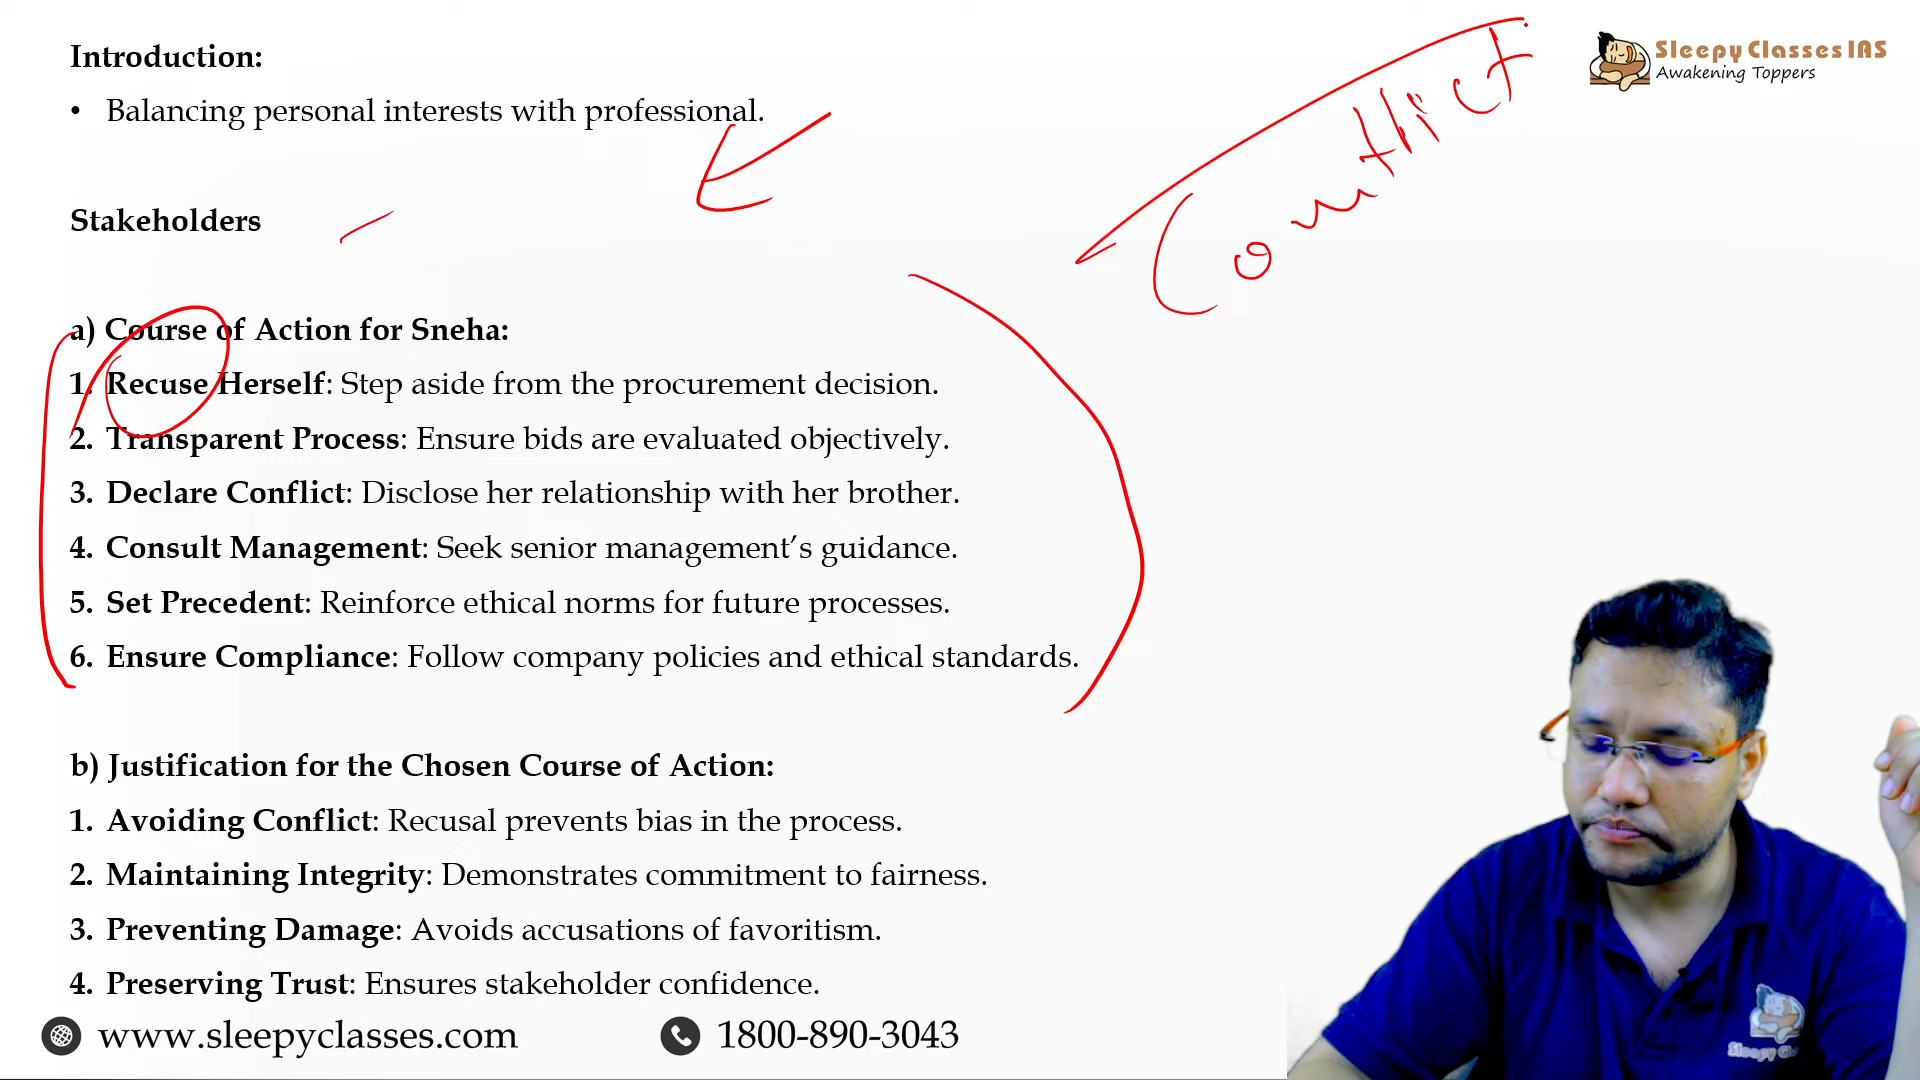 Introduction:
• Balancing personal interests with professional.
Conflict
Sleepy Classes IAS
Awakening Toppers
Stakeholders
a) Course of Action for Sneha:
1. Recuse Herself: Step aside from the procurement decision.
2. Transparent Process: Ensure bids are evaluated objectively.
3. Declare Conflict: Disclose her relationship with her brother.
4. Consult Management: Seek senior management's guidance.
5. Set Precedent: Reinforce ethical norms for future processes.
6. Ensure Compliance: Follow company policies and ethical standards.
b) Justification for the Chosen Course of Action:
1. Avoiding Conflict: Recusal prevents bias in the process.
2. Maintaining Integrity: Demonstrates commitment to fairness.
3. Preventing Damage: Avoids accusations of favoritism.
4. Preserving Trust: Ensures stakeholder confidence.
www.sleepyclasses.com
1800-890-3043